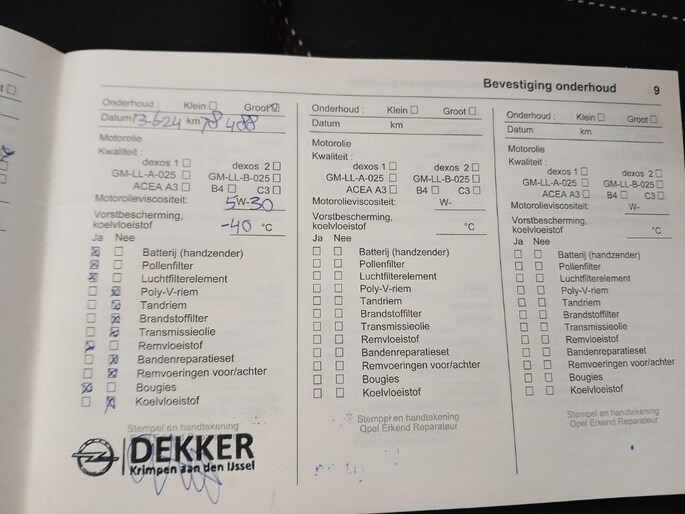 Bevestiging onderhoud 9
Onderhoud : Klein Groot
Datum 13-6-24 km 78 488
Motorolie
Kwaliteit :
dexos 1 dexos 2
GM-LL-A-025 GM-LL-B-025
ACEA A3 B4 C3
Motorolieviscositeit: 5W-30
Vorstbescherming,
koelvloeistof -40 °C
Ja Nee
Batterij (handzender)
Pollenfilter
Luchtfilterelement
Poly-V-riem
Tandriem
Brandstoffilter
Transmissieolie
Remvloeistof
Bandenreparatieset
Remvoeringen voor/achter
Bougies
Koelvloeistof
Stempel en handtekening
DEKKER
Krimpen aan den IJssel
Onderhoud : Klein Groot
Datum km
Motorolie
Kwaliteit :
dexos 1 dexos 2
GM-LL-A-025 GM-LL-B-025
ACEA A3 B4 C3
Motorolieviscositeit: W-
Vorstbescherming,
koelvloeistof °C
Ja Nee
Batterij (handzender)
Pollenfilter
Luchtfilterelement
Poly-V-riem
Tandriem
Brandstoffilter
Transmissieolie
Remvloeistof
Bandenreparatieset
Remvoeringen voor/achter
Bougies
Koelvloeistof
Stempel en handtekening
Opel Erkend Reparateur
Onderhoud : Klein Groot
Datum km
Motorolie
Kwaliteit :
dexos 1 dexos 2
GM-LL-A-025 GM-LL-B-025
ACEA A3 B4 C3
Motorolieviscositeit: W-
Vorstbescherming,
koelvloeistof °C
Ja Nee
Batterij (handzender)
Pollenfilter
Luchtfilterelement
Poly-V-riem
Tandriem
Brandstoffilter
Transmissieolie
Remvloeistof
Bandenreparatieset
Remvoeringen voor/achter
Bougies
Koelvloeistof
Stempel en handtekening
Opel Erkend Reparateur